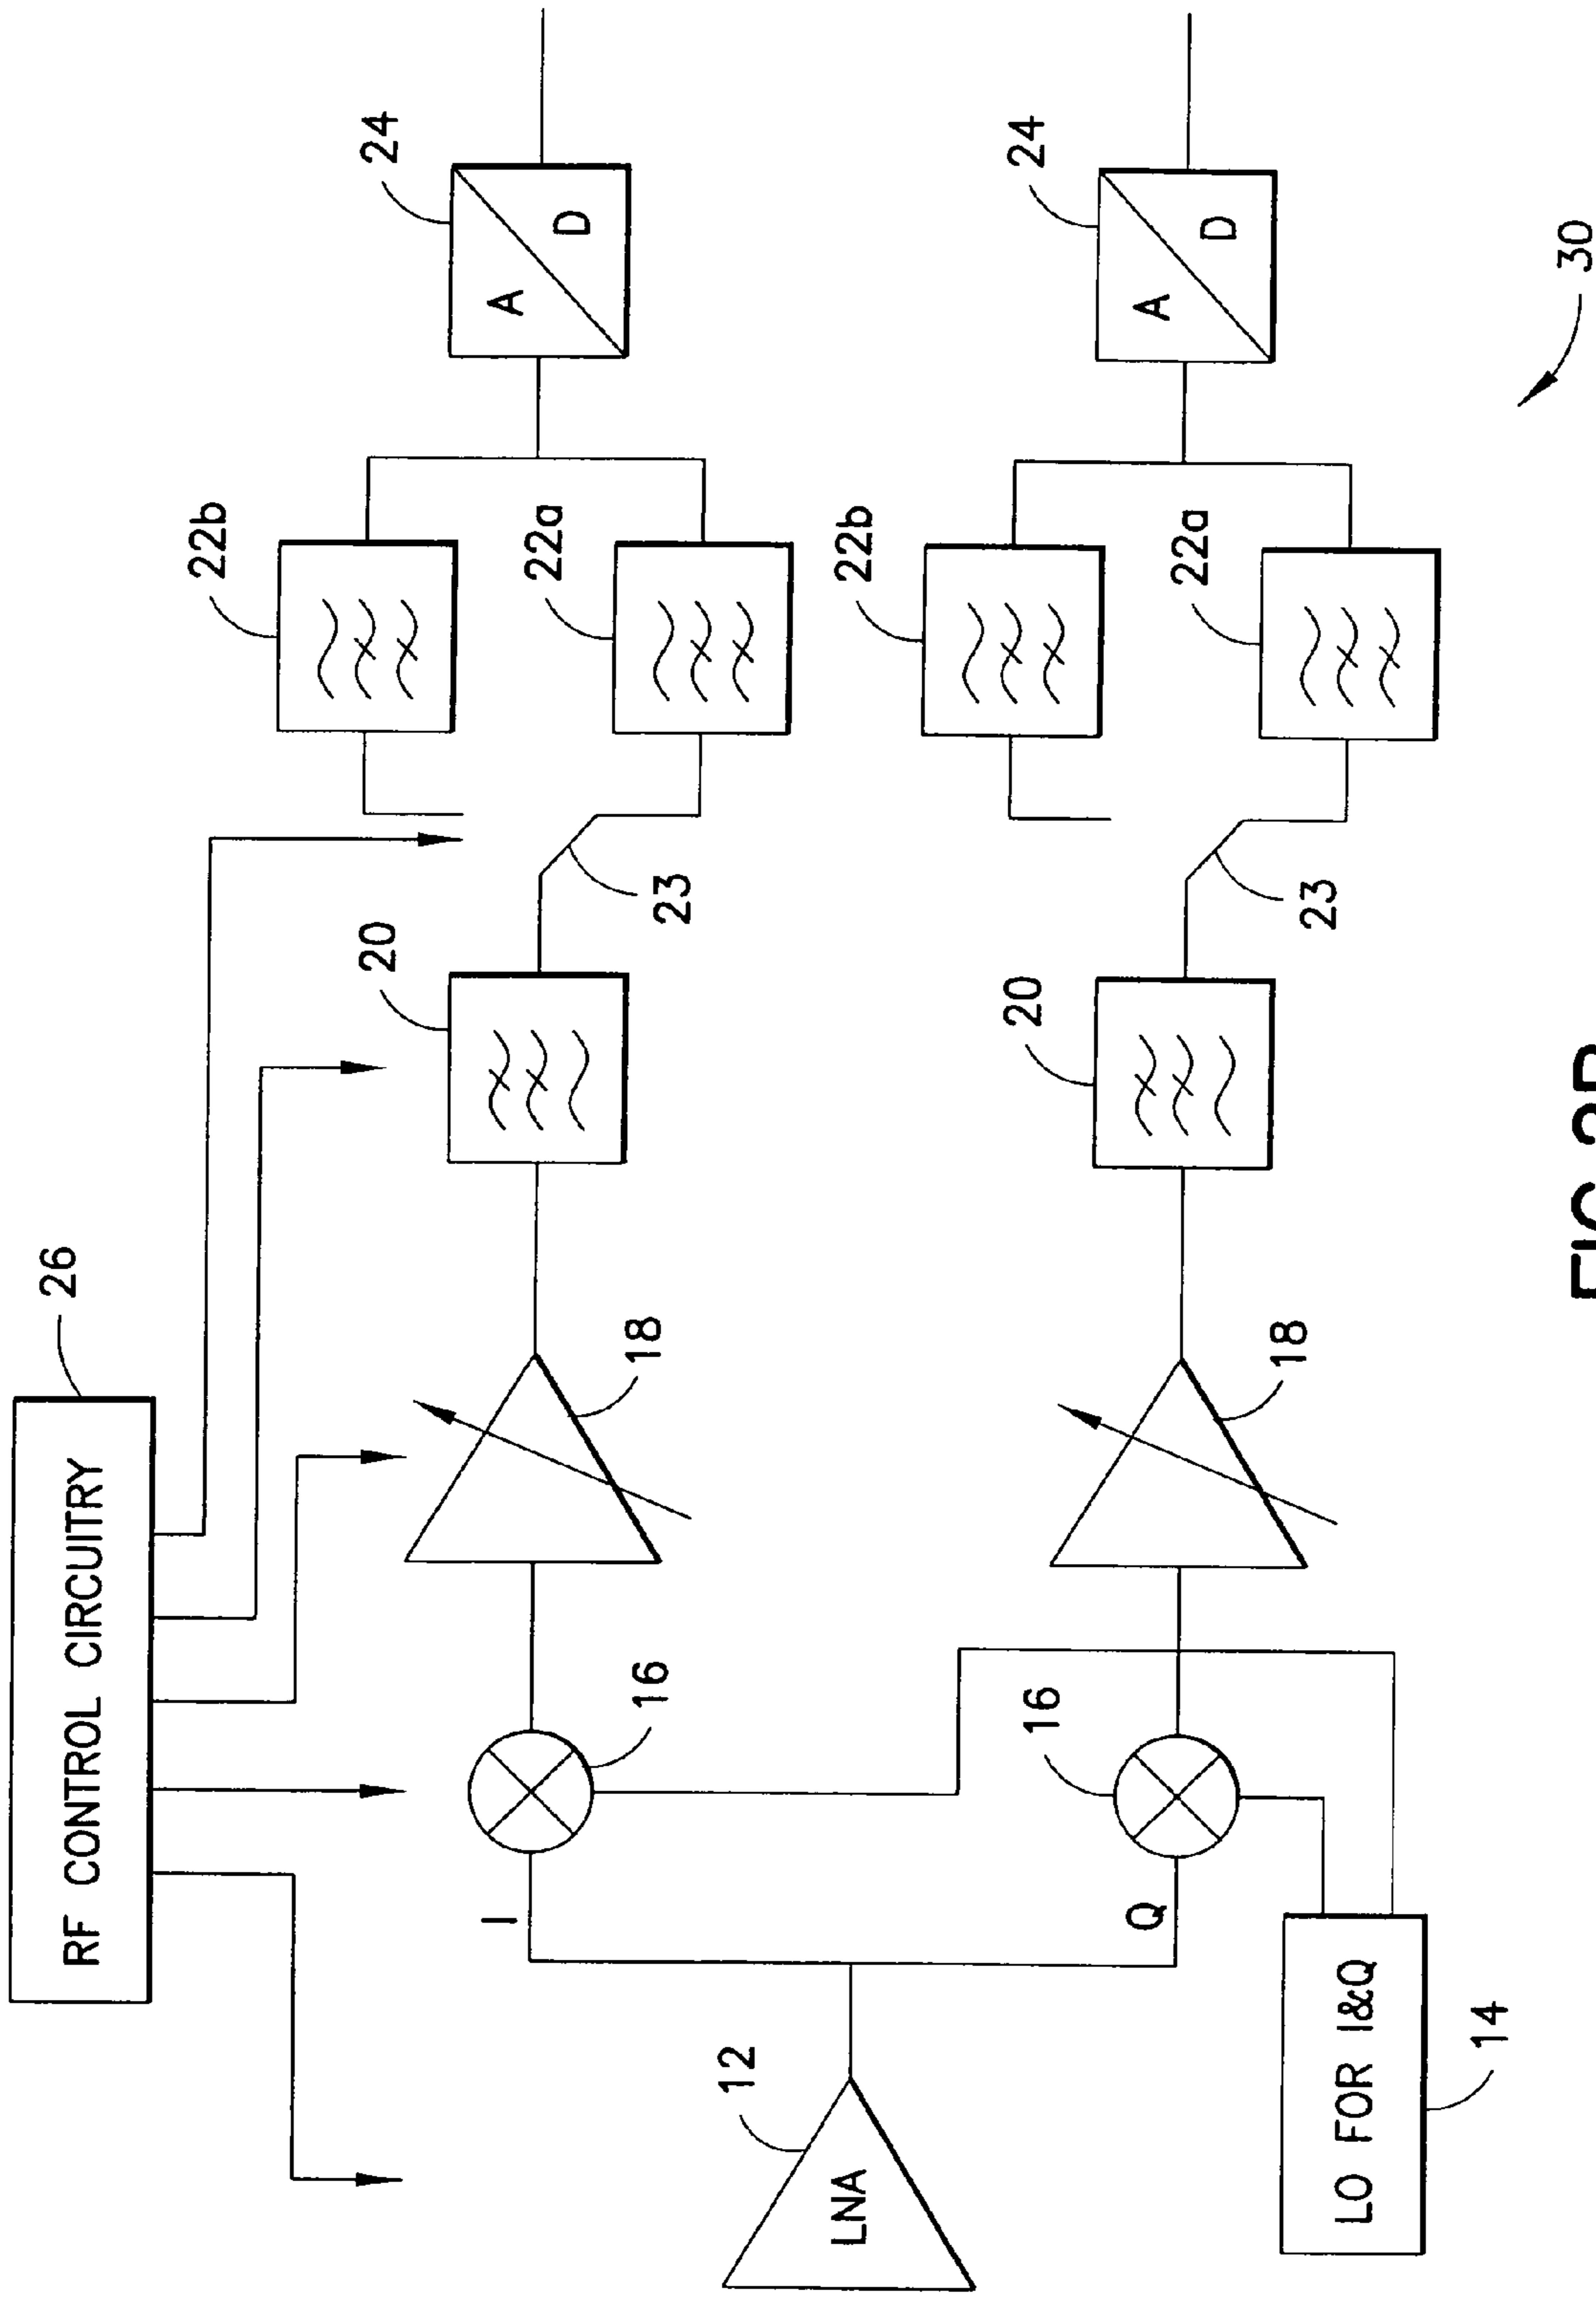 26
RF CONTROL CIRCUITRY
22b
20
24
I
A
22a
D
16
18
23
12
LNA
22b
16
20
24
Q
A
22a
D
18
23
LO FOR I&Q
14
30